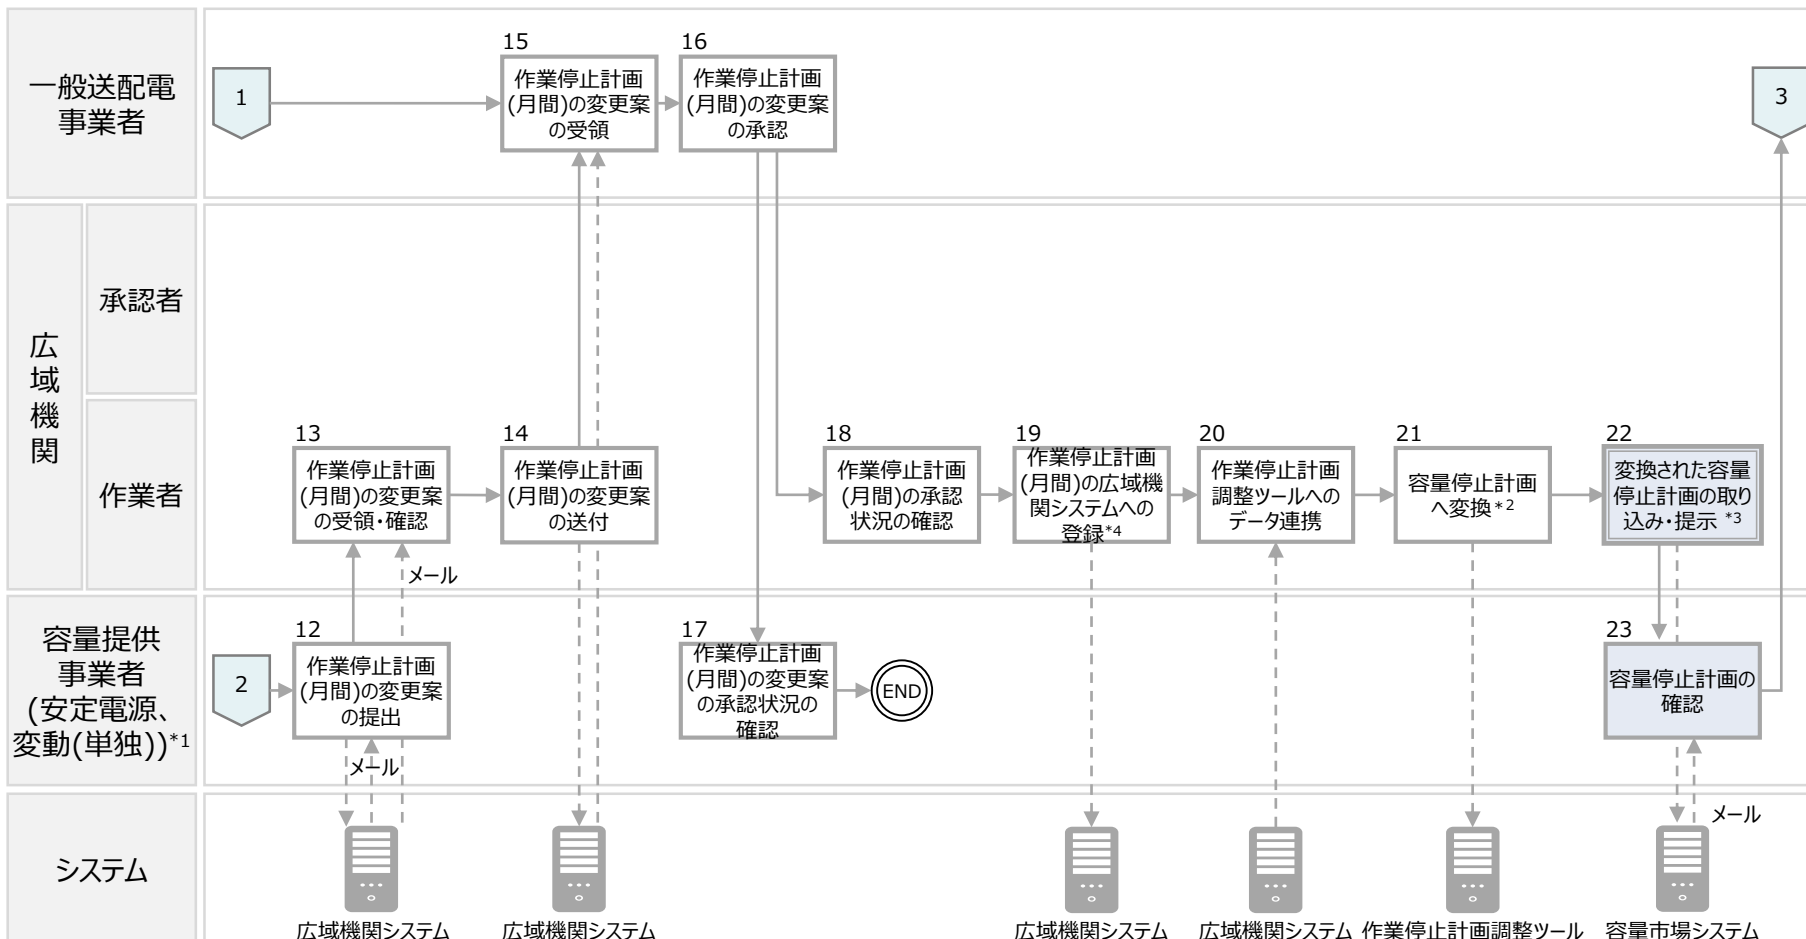 一般送配電
事業者
1
15
作業停止計画
(月間)の変更案
の受領
16
作業停止計画
(月間)の変更案
の承認
3
広域機関
承認者
作業者
13
作業停止計画
(月間)の変更案
の受領・確認
メール
14
作業停止計画
(月間)の変更案
の送付
18
作業停止計画
(月間)の承認
状況の確認
19
作業停止計画
(月間)の広域機
関システムへの
登録*4
20
作業停止計画
調整ツールへの
データ連携
21
容量停止計画
へ変換*2
22
変換された容量
停止計画の取り
込み・提示 *3
容量提供
事業者
(安定電源、
変動(単独))*1
2
12
作業停止計画
(月間)の変更案
の提出
メール
17
作業停止計画
(月間)の変更案
の承認状況の
確認
END
23
容量停止計画の
確認
メール
システム
広域機関システム
広域機関システム
広域機関システム
広域機関システム
作業停止計画調整ツール
容量市場システム